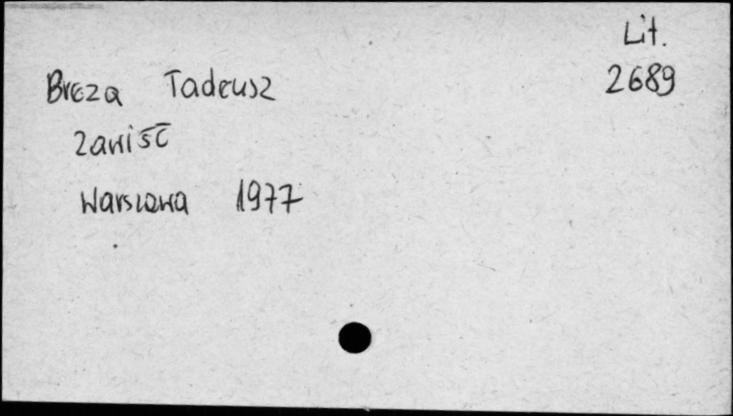 Lit.
Breza Tadeusz 2689
Zawiść
Warszawa 1977